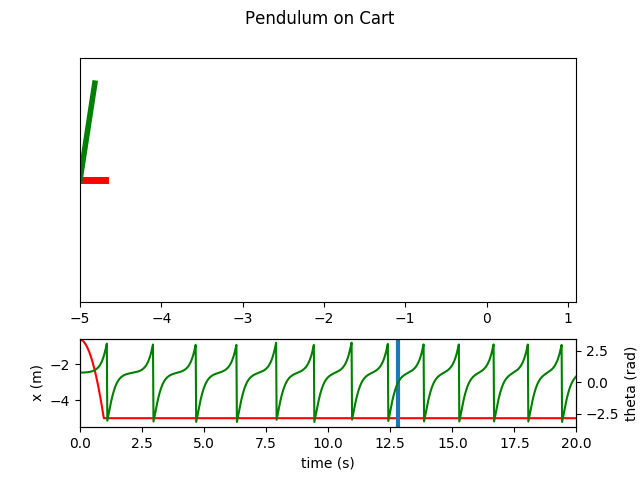 Pendulum on Cart
−5 −4 −3 −2 −1 0 1
−2
−4
x (m)
2.5
0.0
−2.5
theta (rad)
0.0 2.5 5.0 7.5 10.0 12.5 15.0 17.5 20.0
time (s)